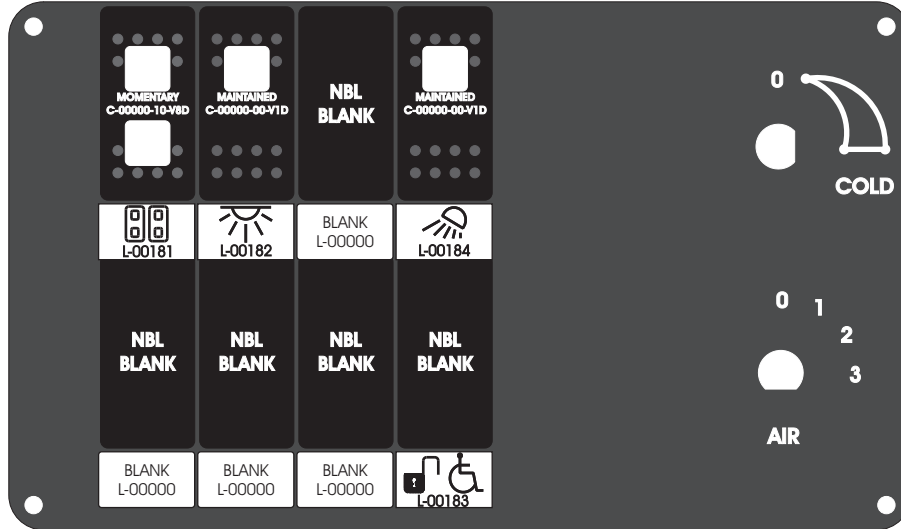 MOMENTARY
C-00000-10-V8D
MAINTAINED
C-00000-00-V1D
NBL
BLANK
MAINTAINED
C-00000-00-V1D
L-00181
L-00182
BLANK
L-00000
L-00184
NBL
BLANK
NBL
BLANK
NBL
BLANK
NBL
BLANK
BLANK
L-00000
BLANK
L-00000
BLANK
L-00000
L-00183
0
COLD
0
1
2
3
AIR